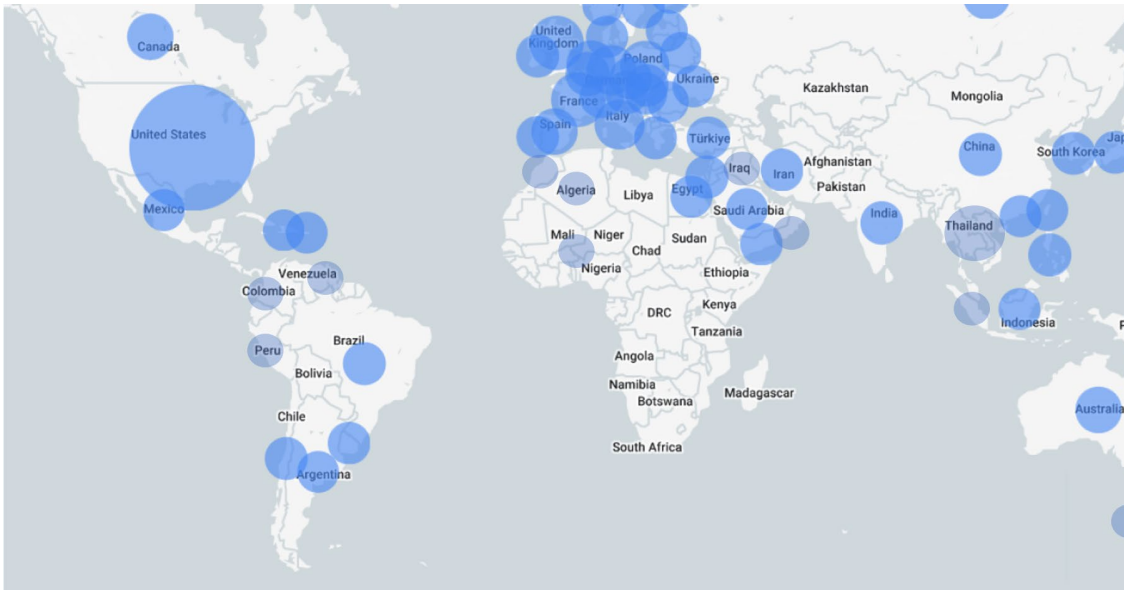 Canada
United
Kingdom
Poland
Ukraine
Kazakhstan
Mongolia
France
Italy
United States
Spain
Türkiye
China
South Korea
Jap
Afghanistan
Iraq
Iran
Pakistan
Algeria
Libya
Egypt
Mexico
Saudi Arabia
India
Thailand
Mali
Niger
Chad
Sudan
Nigeria
Ethiopia
Venezuela
Colombia
Kenya
DRC
Indonesia
Tanzania
Brazil
Peru
Angola
Bolivia
Namibia
Botswana
Madagascar
Chile
Australia
South Africa
Argentina